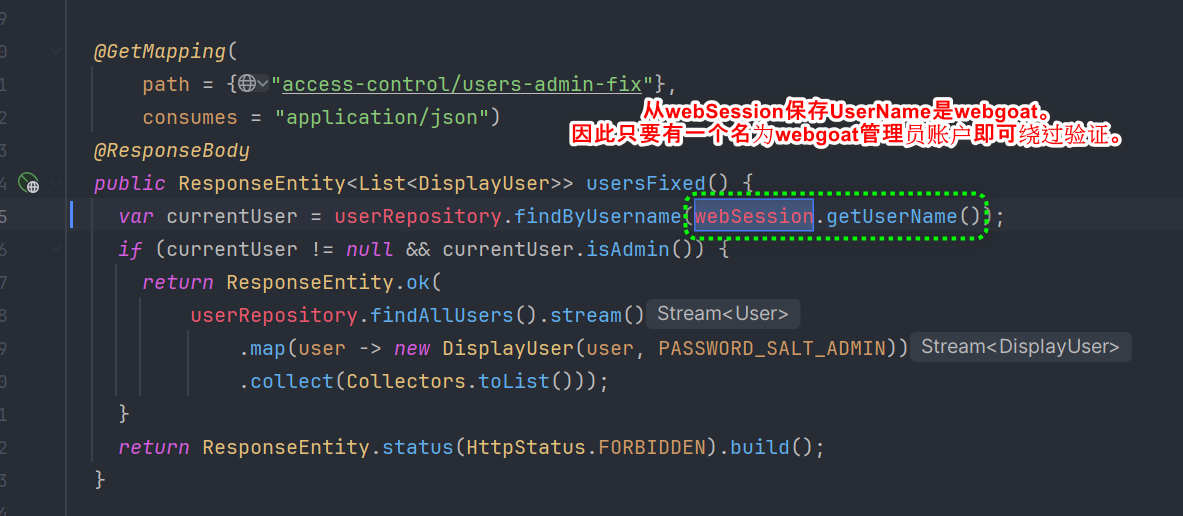 9
0
@GetMapping(
1
path = {"access-control/users-admin-fix"},
从webSession保存UserName是webgoat。
2
consumes = "application/json")
因此只要有一个名为webgoat管理员账户即可绕过验证。
3
@ResponseBody
4
public ResponseEntity<List<DisplayUser>> usersFixed() {
5
var currentUser = userRepository.findByUsername(webSession.getUserName());
6
if (currentUser != null && currentUser.isAdmin()) {
7
return ResponseEntity.ok(
8
userRepository.findAllUsers().stream() Stream<User>
9
.map(user -> new DisplayUser(user, PASSWORD_SALT_ADMIN)) Stream<DisplayUser>
0
.collect(Collectors.toList()));
1
}
2
return ResponseEntity.status(HttpStatus.FORBIDDEN).build();
3
}